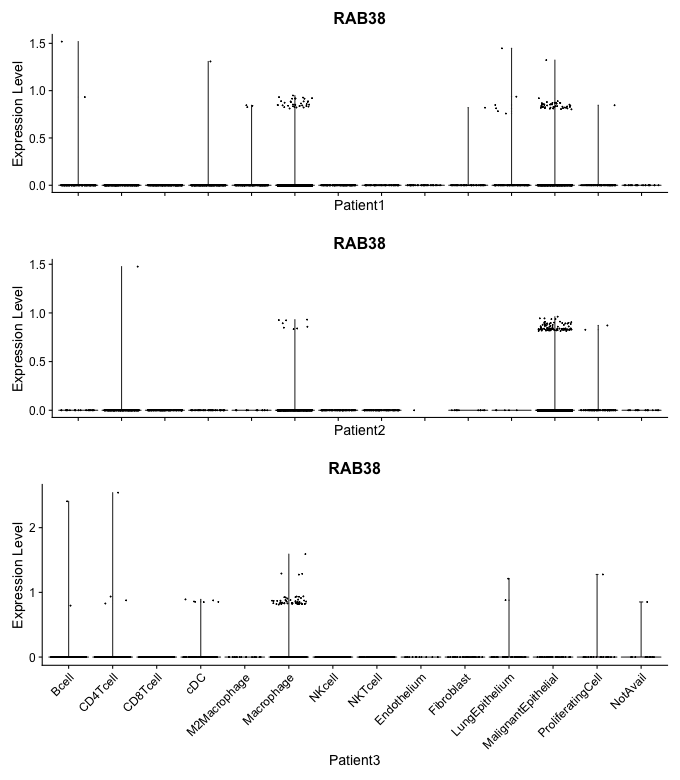 RAB38
Expression Level
1.5
1.0
0.5
0.0
Patient1
RAB38
Expression Level
1.5
1.0
0.5
0.0
Patient2
RAB38
Expression Level
2
1
0
Bcell
CD4Tcell
CD8Tcell
cDC
M2Macrophage
Macrophage
NKcell
NKTcell
Endothelium
Fibroblast
LungEpithelium
MalignantEpithelial
ProliferatingCell
NotAvail
Patient3